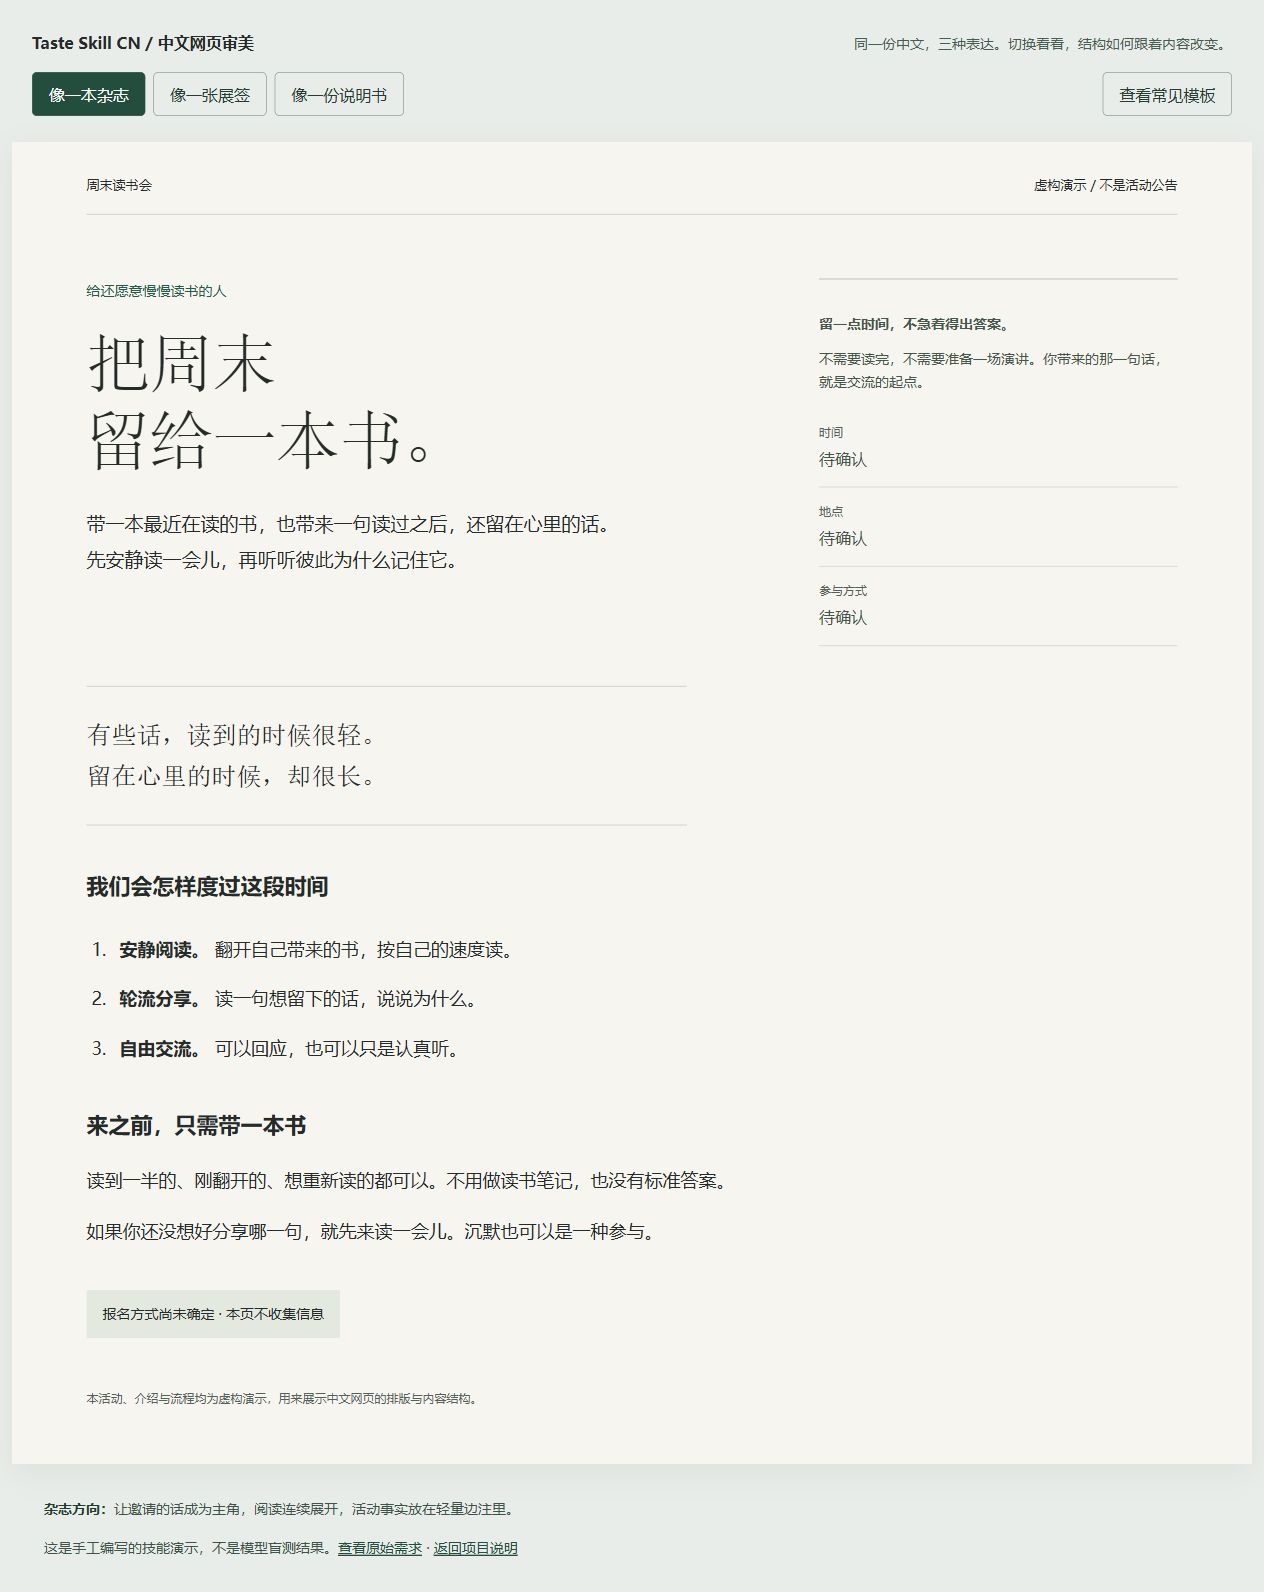 Taste Skill CN / 中文网页审美
同一份中文，三种表达。切换看看，结构如何跟着内容改变。
像一本杂志
像一张展签
像一份说明书
查看常见模板
周末读书会
虚构演示 / 不是活动公告
给还愿意慢慢读书的人
把周末
留给一本书。
带一本最近在读的书，也带来一句读过之后，还留在心里的话。
先安静读一会儿，再听听彼此为什么记住它。
留一点时间，不急着得出答案。
不需要读完，不需要准备一场演讲。你带来的那一句话，
就是交流的起点。
时间
待确认
地点
待确认
参与方式
待确认
有些话，读到的时候很轻。
留在心里的时候，却很长。
我们会怎样度过这段时间
1. 安静阅读。 翻开自己带来的书，按自己的速度读。
2. 轮流分享。 读一句想留下的话，说说为什么。
3. 自由交流。 可以回应，也可以只是认真听。
来之前，只需带一本书
读到一半的、刚翻开的、想重新读的都可以。不用做读书笔记，也没有标准答案。
如果你还没想好分享哪一句，就先来读一会儿。沉默也可以是一种参与。
报名方式尚未确定 · 本页不收集信息
本活动、介绍与流程均为虚构演示，用来展示中文网页的排版与内容结构。
杂志方向：让邀请的话成为主角，阅读连续展开，活动事实放在轻量边注里。
这是手工编写的技能演示，不是模型盲测结果。查看原始需求 · 返回项目说明